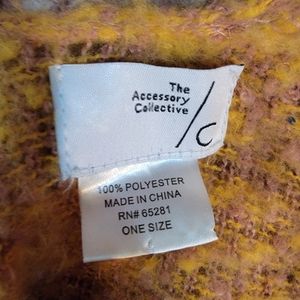 The
Accessory
Collective
/C
100% POLYESTER
MADE IN CHINA
RN# 65281
ONE SIZE